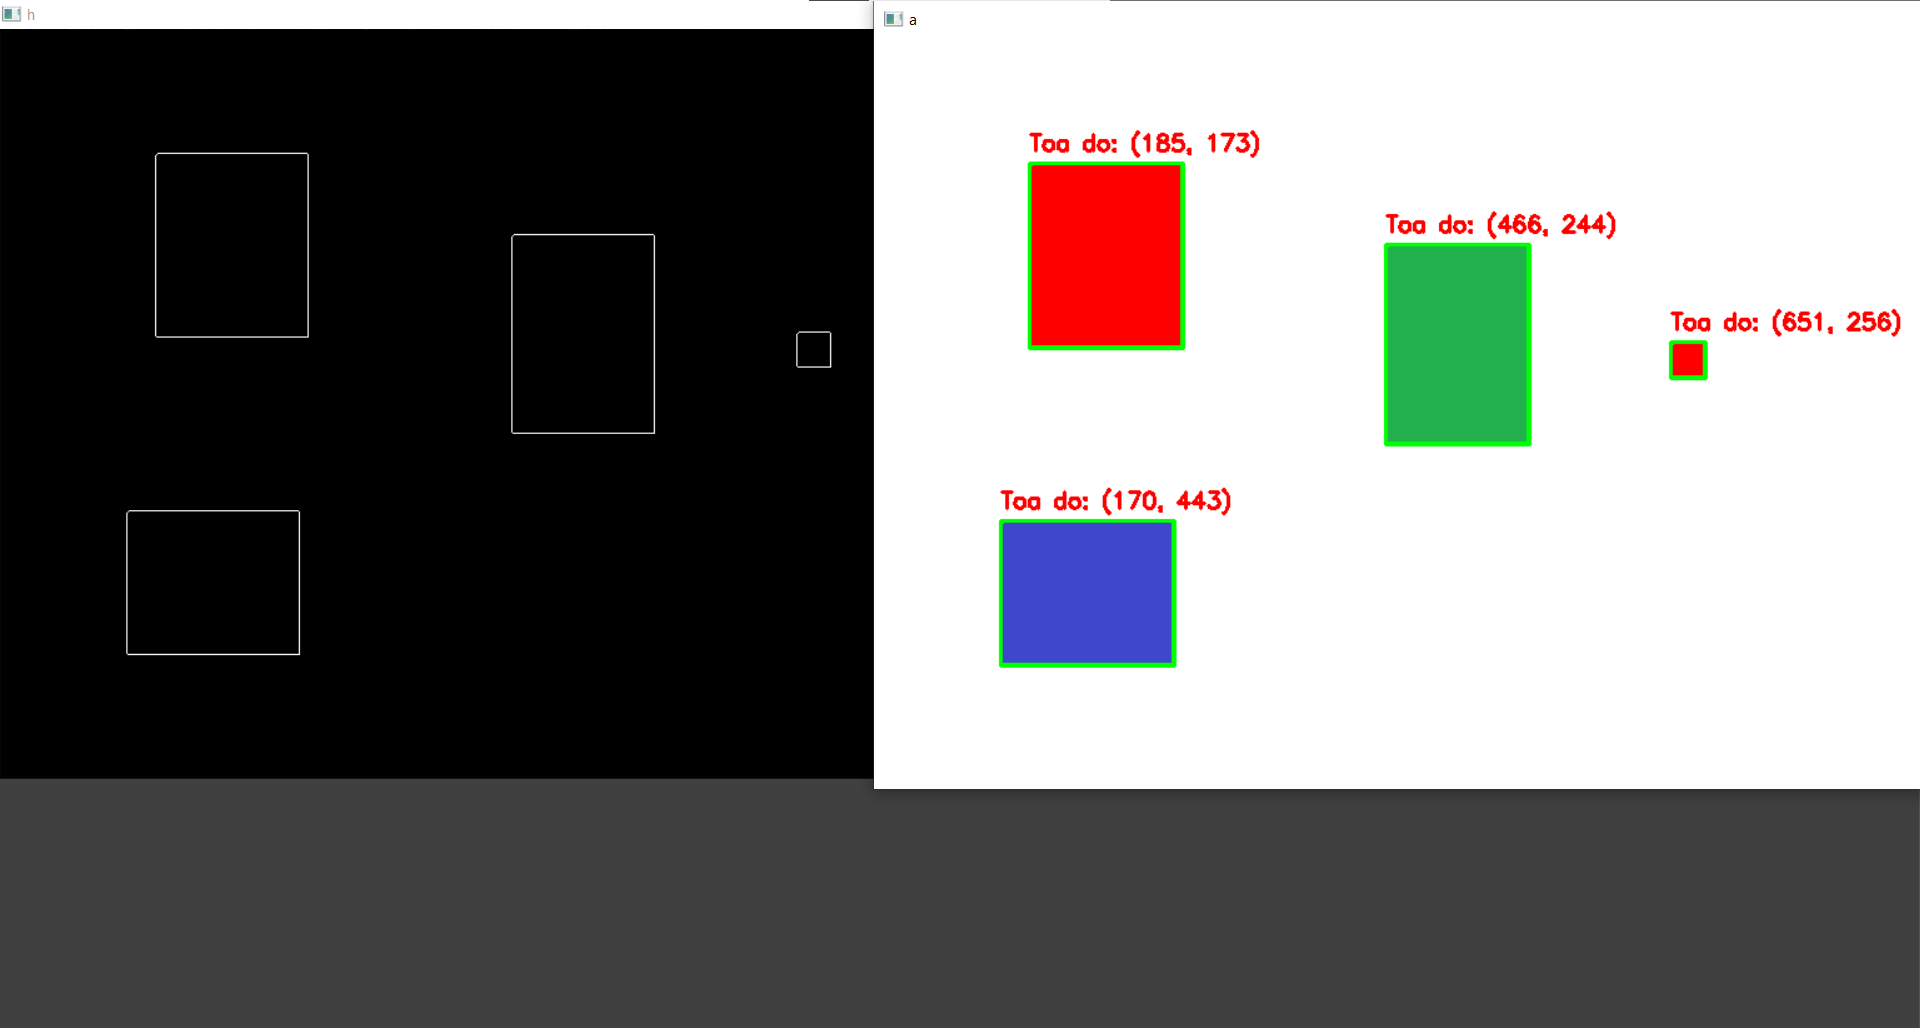 h
a
Toa do: (185, 173)
Toa do: (466, 244)
Toa do: (651, 256)
Toa do: (170, 443)